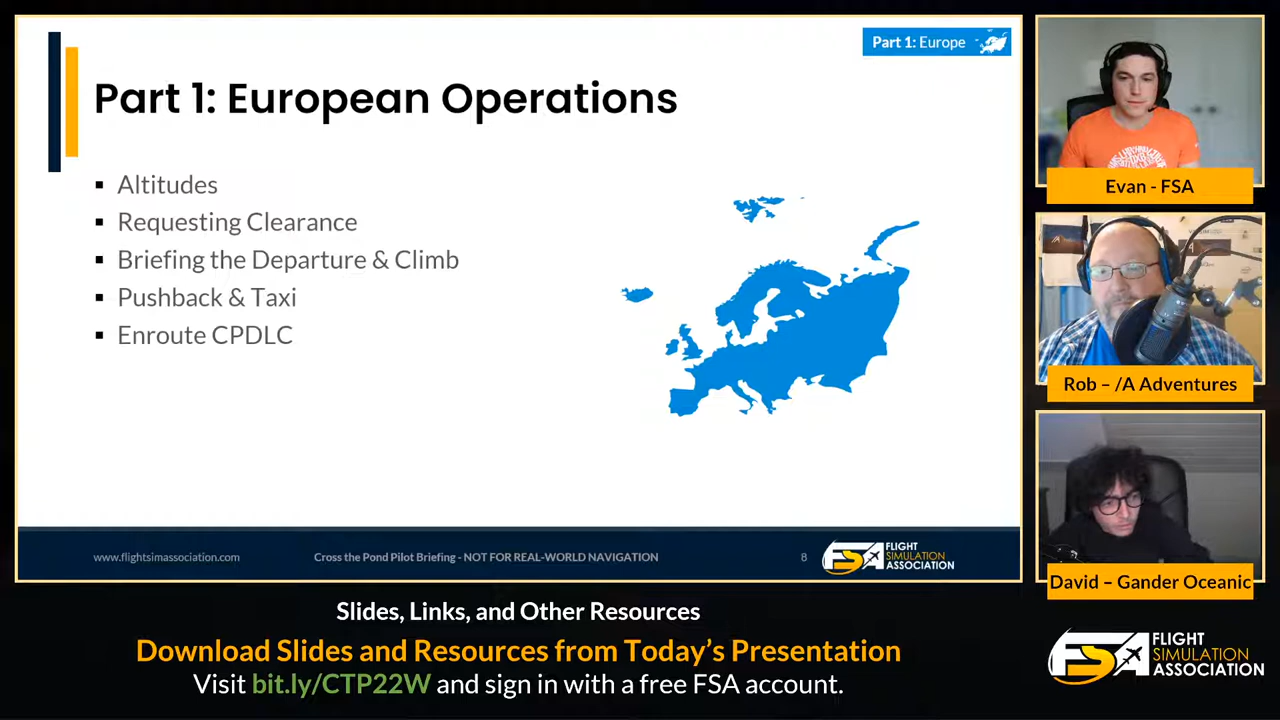 Part 1: Europe
Part 1: European Operations
▪ Altitudes
▪ Requesting Clearance
▪ Briefing the Departure & Climb
▪ Pushback & Taxi
▪ Enroute CPDLC
www.flightsimassociation.com
Cross the Pond Pilot Briefing - NOT FOR REAL-WORLD NAVIGATION
8
FSA
FLIGHT
SIMULATION
ASSOCIATION
Evan - FSA
Rob – /A Adventures
David – Gander Oceanic
Slides, Links, and Other Resources
Download Slides and Resources from Today's Presentation
Visit bit.ly/CTP22W and sign in with a free FSA account.
FSA
FLIGHT
SIMULATION
ASSOCIATION